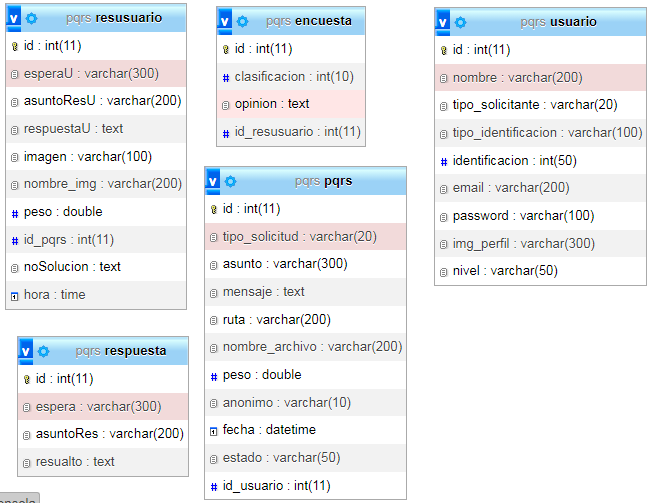 pqrs resusuario
id : int(11)
esperaU : varchar(300)
asuntoResU : varchar(200)
respuestaU : text
imagen : varchar(100)
nombre_img : varchar(200)
# peso : double
# id_pqrs : int(11)
noSolucion : text
hora : time
pqrs encuesta
id : int(11)
# clasificacion : int(10)
opinion : text
# id_resusuario : int(11)
pqrs usuario
id : int(11)
nombre : varchar(200)
tipo_solicitante : varchar(20)
tipo_identificacion : varchar(100)
# identificacion : int(50)
email : varchar(200)
password : varchar(100)
img_perfil : varchar(300)
nivel : varchar(50)
pqrs pqrs
id : int(11)
tipo_solicitud : varchar(20)
asunto : varchar(300)
mensaje : text
ruta : varchar(200)
nombre_archivo : varchar(200)
# peso : double
anonimo : varchar(10)
fecha : datetime
estado : varchar(50)
# id_usuario : int(11)
pqrs respuesta
id : int(11)
espera : varchar(300)
asuntoRes : varchar(200)
resualto : text